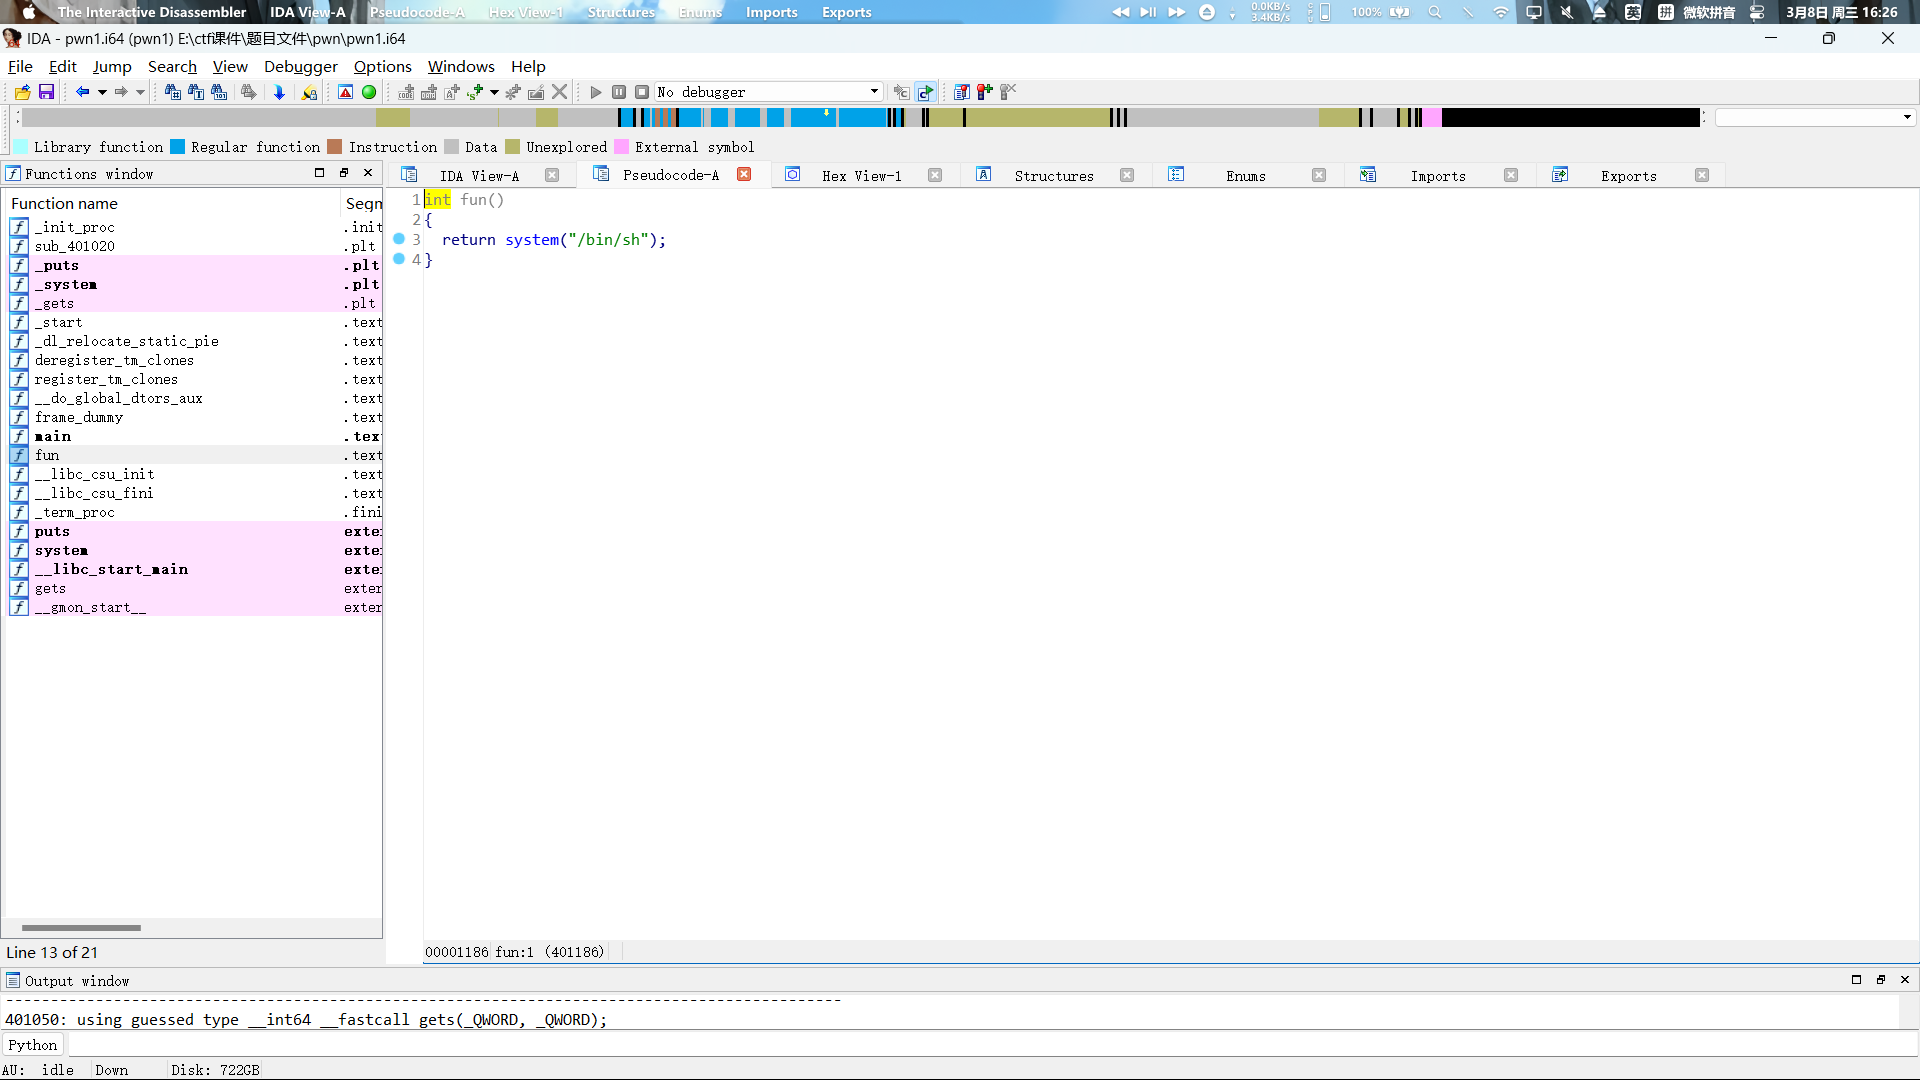 The Interactive Disassembler IDA View-A Pseudocode-A Hex View-1 Structures Enums Imports Exports 0.0KB/s 3.4KB/s CPU 100% 英 拼 微软拼音 3月8日 周三 16:26
IDA - pwn1.i64 (pwn1) E:\ctf课件\题目文件\pwn\pwn1.i64
File Edit Jump Search View Debugger Options Windows Help
No debugger
Library function Regular function Instruction Data Unexplored External symbol
Functions window
IDA View-A Pseudocode-A Hex View-1 Structures Enums Imports Exports
Function name Segm
_init_proc .init
sub_401020 .plt
_puts .plt
_system .plt
_gets .plt
_start .text
_dl_relocate_static_pie .text
deregister_tm_clones .text
register_tm_clones .text
__do_global_dtors_aux .text
frame_dummy .text
main .text
fun .text
__libc_csu_init .text
__libc_csu_fini .text
_term_proc .fini
puts exter
system exter
__libc_start_main exter
gets exter
__gmon_start__ exter
Line 13 of 21
1 int fun()
2 {
3 return system("/bin/sh");
4 }
00001186 fun:1 (401186)
Output window
401050: using guessed type __int64 __fastcall gets(_QWORD, _QWORD);
Python
AU: idle Down Disk: 722GB